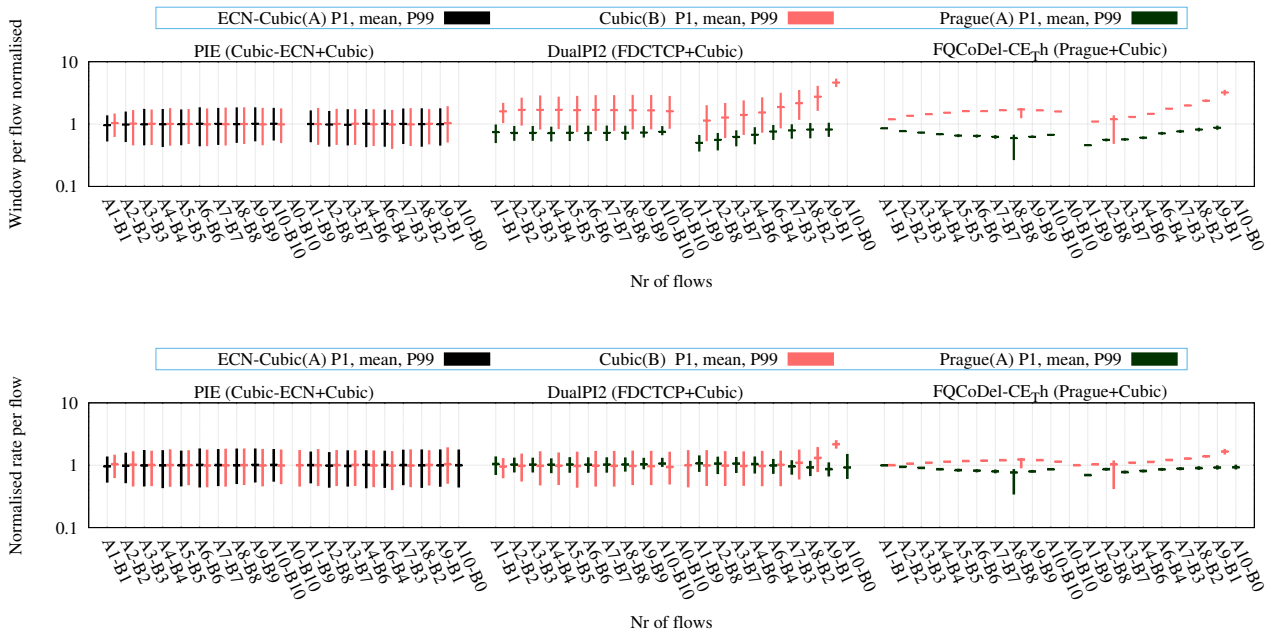 ECN-Cubic(A) P1, mean, P99 Cubic(B) P1, mean, P99 Prague(A) P1, mean, P99
PIE (Cubic-ECN+Cubic) DualPI2 (FDCTCP+Cubic) FQCoDel-CE_Th (Prague+Cubic)
Window per flow normalised
10
1
0.1
A1-B1 A2-B2 A3-B3 A4-B4 A5-B5 A6-B6 A7-B7 A8-B8 A9-B9 A10-B10 A0-B10 A1-B9 A2-B8 A3-B7 A4-B6 A6-B4 A7-B3 A8-B2 A9-B1 A10-B0 A1-B1 A2-B2 A3-B3 A4-B4 A5-B5 A6-B6 A7-B7 A8-B8 A9-B9 A10-B10 A0-B10 A1-B9 A2-B8 A3-B7 A4-B6 A6-B4 A7-B3 A8-B2 A9-B1 A10-B0 A1-B1 A2-B2 A3-B3 A4-B4 A5-B5 A6-B6 A7-B7 A8-B8 A9-B9 A10-B10 A0-B10 A1-B9 A2-B8 A3-B7 A4-B6 A6-B4 A7-B3 A8-B2 A9-B1 A10-B0
Nr of flows
ECN-Cubic(A) P1, mean, P99 Cubic(B) P1, mean, P99 Prague(A) P1, mean, P99
PIE (Cubic-ECN+Cubic) DualPI2 (FDCTCP+Cubic) FQCoDel-CE_Th (Prague+Cubic)
Normalised rate per flow
10
1
0.1
A1-B1 A2-B2 A3-B3 A4-B4 A5-B5 A6-B6 A7-B7 A8-B8 A9-B9 A10-B10 A0-B10 A1-B9 A2-B8 A3-B7 A4-B6 A6-B4 A7-B3 A8-B2 A9-B1 A10-B0 A1-B1 A2-B2 A3-B3 A4-B4 A5-B5 A6-B6 A7-B7 A8-B8 A9-B9 A10-B10 A0-B10 A1-B9 A2-B8 A3-B7 A4-B6 A6-B4 A7-B3 A8-B2 A9-B1 A10-B0 A1-B1 A2-B2 A3-B3 A4-B4 A5-B5 A6-B6 A7-B7 A8-B8 A9-B9 A10-B10 A0-B10 A1-B9 A2-B8 A3-B7 A4-B6 A6-B4 A7-B3 A8-B2 A9-B1 A10-B0
Nr of flows